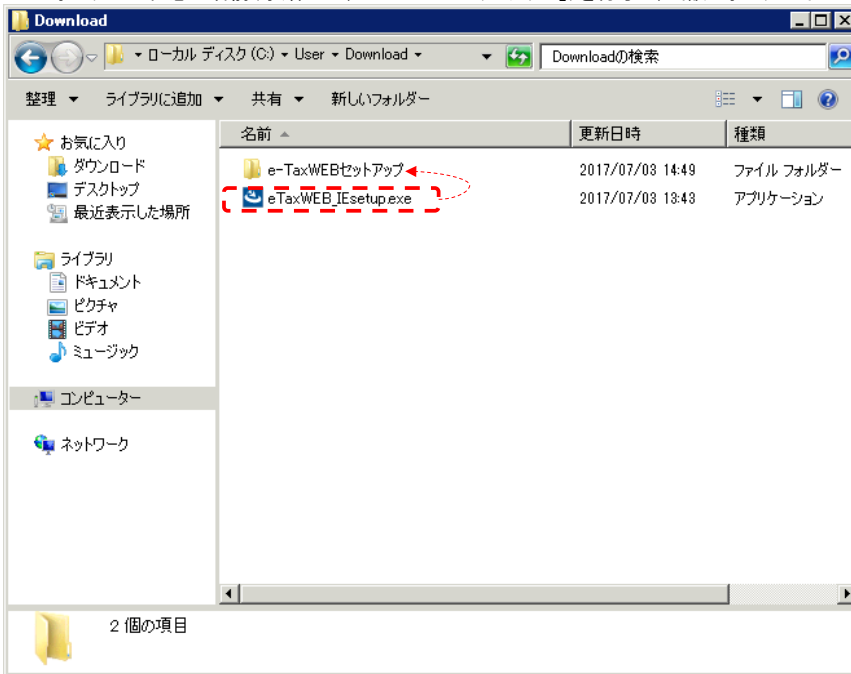 Download
ローカル ディスク (C:) User Download Downloadの検索
整理 ライブラリに追加 共有 新しいフォルダー
名前 更新日時 種類
お気に入り
ダウンロード
デスクトップ
最近表示した場所
ライブラリ
ドキュメント
ピクチャ
ビデオ
ミュージック
コンピューター
ネットワーク
e-TaxWEBセットアップ 2017/07/03 14:49 ファイル フォルダー
eTaxWEB_IEsetup.exe 2017/07/03 13:43 アプリケーション
2 個の項目